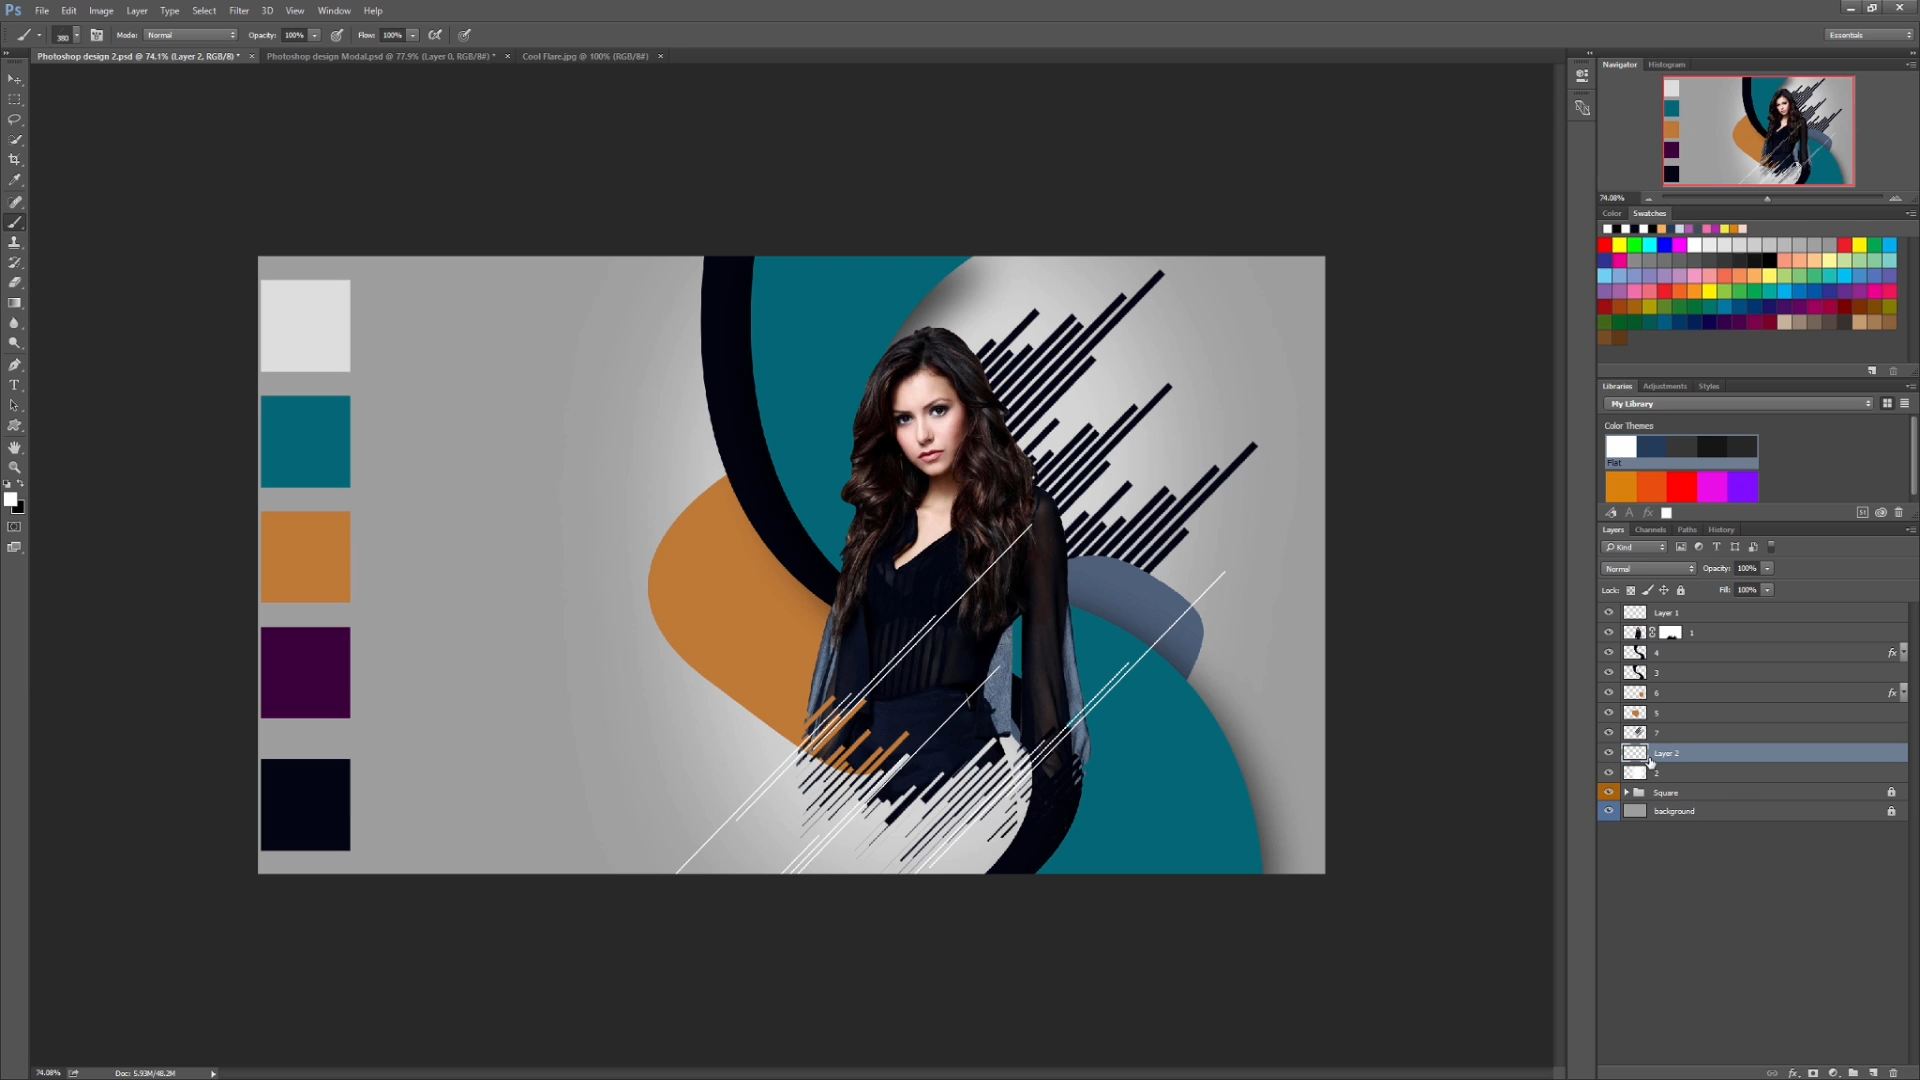 Ps File Edit Image Layer Type Select Filter 3D View Window Help
380 Mode: Normal Opacity: 100% Flow: 100% Essentials
Photoshop design 2.psd @ 74.1% (Layer 2, RGB/8) * × Photoshop design Modal.psd @ 77.9% (Layer 0, RGB/8#) * × Cool Flare.jpg @ 100% (RGB/8#) ×
Navigator Histogram
74.08%
Color Swatches
Libraries Adjustments Styles
My Library
Color Themes
Flat
Layers Channels Paths History
Kind
Normal Opacity: 100%
Lock: Fill: 100%
Layer 1
1
4 fx
3
6 fx
5
7
Layer 2
2
Square
background
74.08% Doc: 5.93M/48.2M